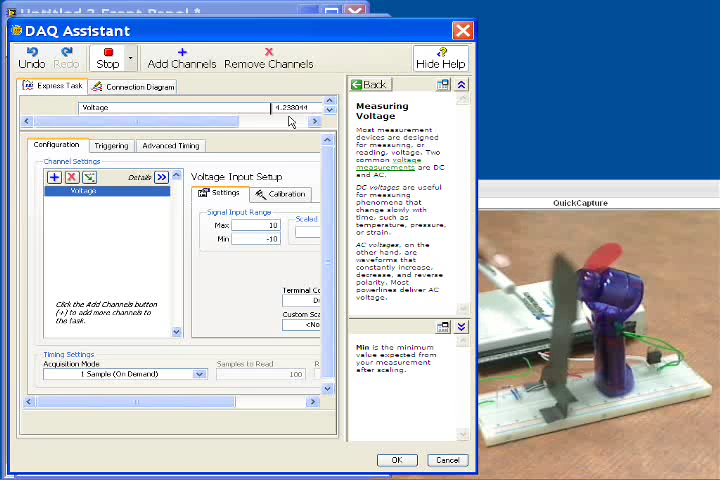 Untitled 2 Front Panel *
DAQ Assistant
Undo
Redo
Stop
Add Channels
Remove Channels
Hide Help
Express Task
Connection Diagram
Voltage
4.238044
Configuration
Triggering
Advanced Timing
Channel Settings
Details
Voltage
Click the Add Channels button
(+) to add more channels to
the task.
Voltage Input Setup
Settings
Calibration
Signal Input Range
Scaled
Max
10
Min
-10
Terminal Co
Custom Sca
<No
Timing Settings
Acquisition Mode
Samples to Read
1 Sample (On Demand)
100
Back
Measuring
Voltage
Most measurement
devices are designed
for measuring, or
reading, voltage. Two
common voltage
measurements are DC
and AC.
DC voltages are useful
for measuring
phenomena that
change slowly with
time, such as
temperature, pressure,
or strain.
AC voltages, on the
other hand, are
waveforms that
constantly increase,
decrease, and reverse
polarity. Most
powerlines deliver AC
voltage.
Min is the minimum
value expected from
your measurement
after scaling.
OK
Cancel
QuickCapture